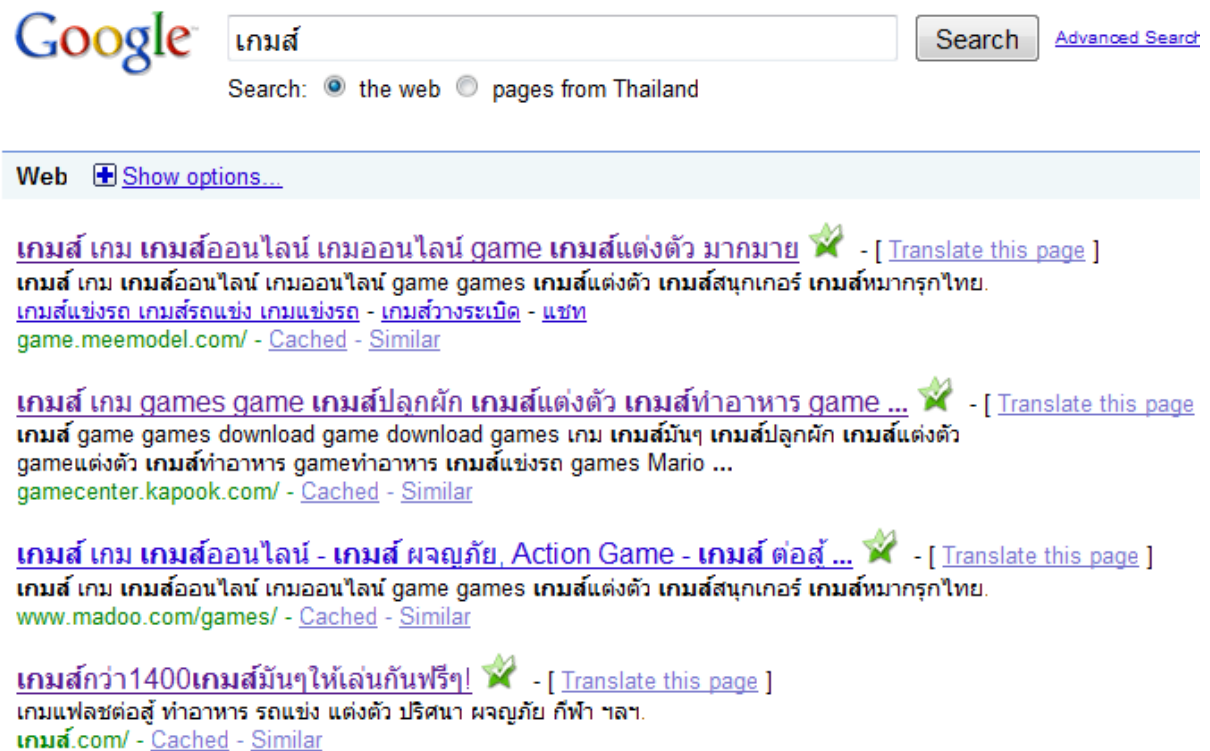 Google เกมส์ Search Advanced Search
Search: the web pages from Thailand
Web Show options...
เกมส์ เกม เกมส์ออนไลน์ เกมออนไลน์ game เกมส์แต่งตัว มากมาย - [ Translate this page ]
เกมส์ เกม เกมส์ออนไลน์ เกมออนไลน์ game games เกมส์แต่งตัว เกมส์สนุกเกอร์ เกมส์หมากรุกไทย.
เกมส์แข่งรถ เกมส์รถแข่ง เกมแข่งรถ - เกมส์วางระเบิด - แชท
game.meemodel.com/ - Cached - Similar
เกมส์ เกม games game เกมส์ปลูกผัก เกมส์แต่งตัว เกมส์ทำอาหาร game ... - [ Translate this page
เกมส์ game games download game download games เกม เกมส์มันๆ เกมส์ปลูกผัก เกมส์แต่งตัว
gameแต่งตัว เกมส์ทำอาหาร gameทำอาหาร เกมส์แข่งรถ games Mario ...
gamecenter.kapook.com/ - Cached - Similar
เกมส์ เกม เกมส์ออนไลน์ - เกมส์ ผจญภัย, Action Game - เกมส์ ต่อสู้ ... - [ Translate this page ]
เกมส์ เกม เกมส์ออนไลน์ เกมออนไลน์ game games เกมส์แต่งตัว เกมส์สนุกเกอร์ เกมส์หมากรุกไทย.
www.madoo.com/games/ - Cached - Similar
เกมส์กว่า1400เกมส์มันๆให้เล่นกันฟรีๆ! - [ Translate this page ]
เกมแฟลชต่อสู้ ทำอาหาร รถแข่ง แต่งตัว ปริศนา ผจญภัย กีฬา ฯลฯ.
เกมส์.com/ - Cached - Similar